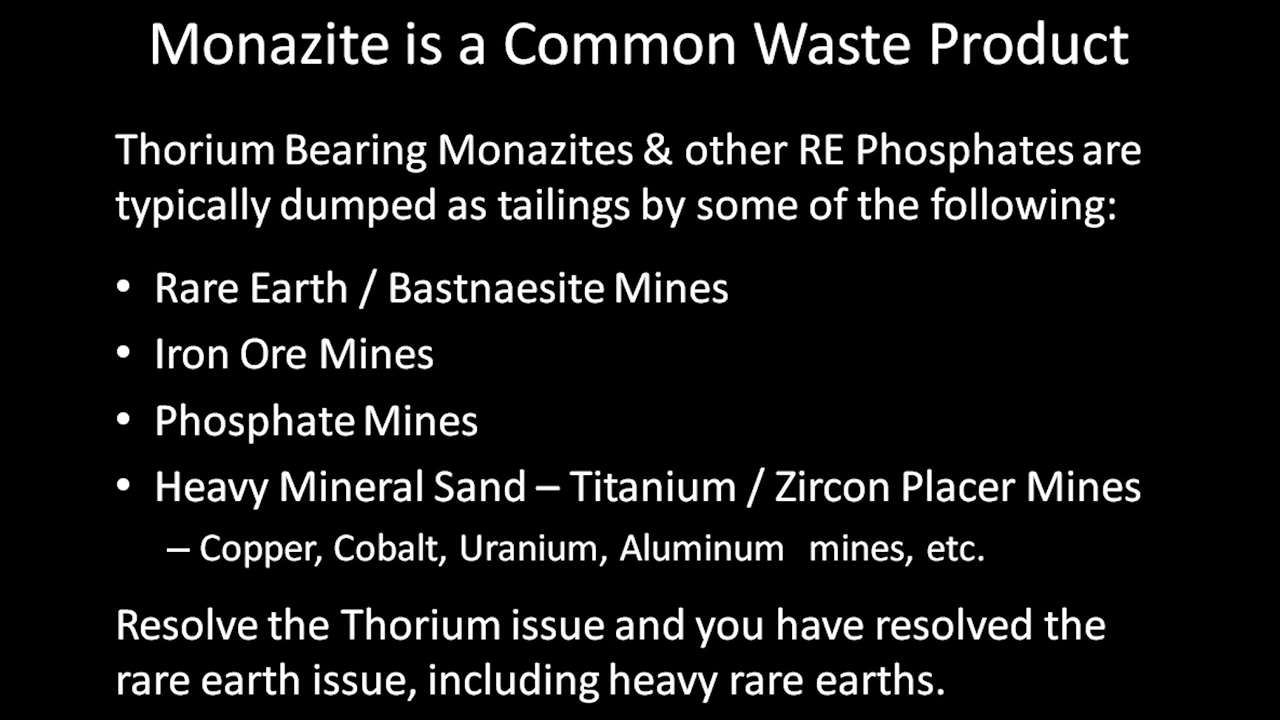 Monazite is a Common Waste Product
Thorium Bearing Monazites & other RE Phosphates are
typically dumped as tailings by some of the following:
• Rare Earth / Bastnaesite Mines
• Iron Ore Mines
• Phosphate Mines
• Heavy Mineral Sand – Titanium / Zircon Placer Mines
– Copper, Cobalt, Uranium, Aluminum mines, etc.
Resolve the Thorium issue and you have resolved the
rare earth issue, including heavy rare earths.